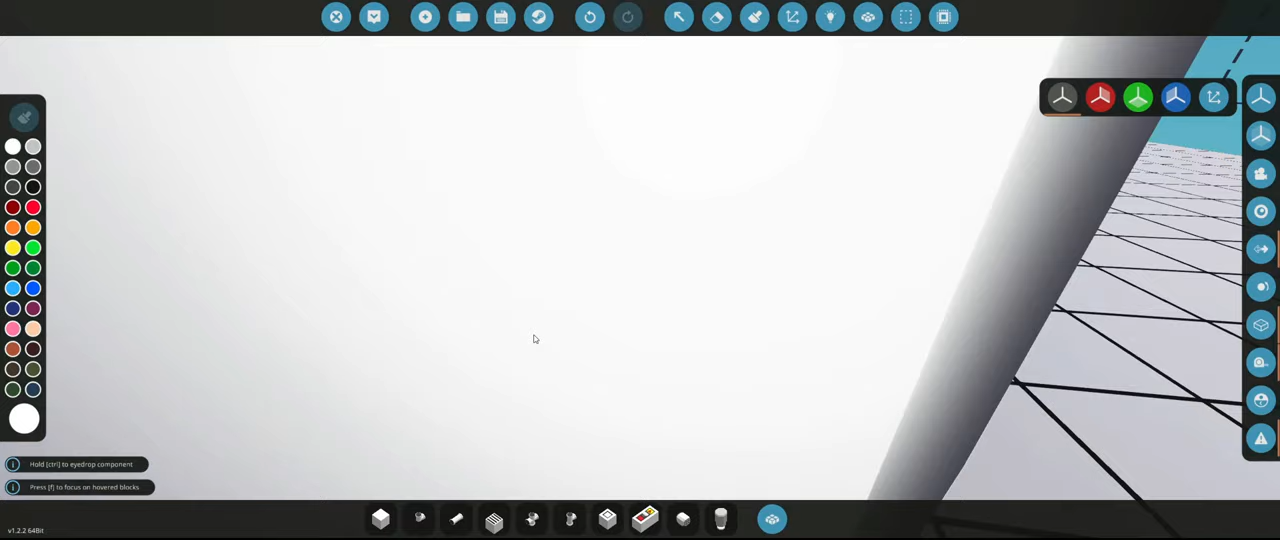 Hold [ctrl] to eyedrop component
Press [f] to focus on hovered blocks
v1.2.2 64Bit